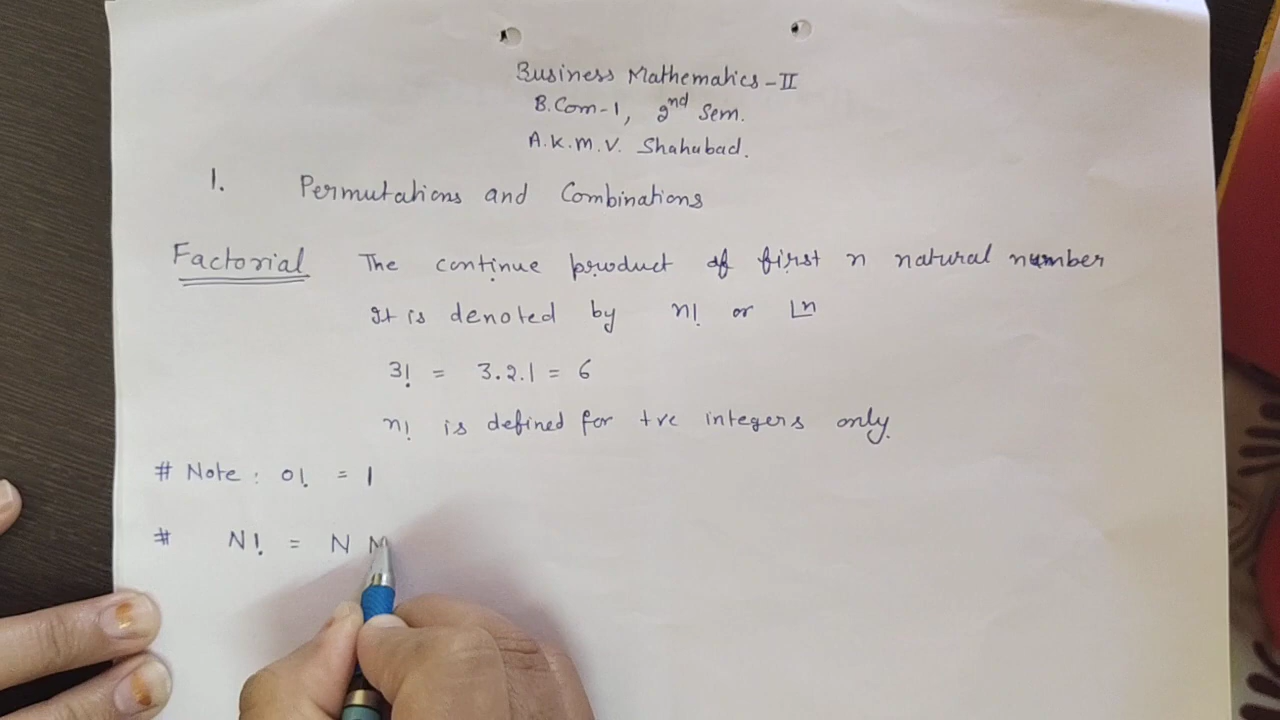 Business Mathematics-II
B.Com-1, 2nd Sem.
A.K.M.V. Shahabad.
1. Permutations and Combinations
Factorial The continue product of first n natural number
It is denoted by n! or ⌊n
3! = 3.2.1 = 6
n! is defined for +ve integers only.
# Note: 0! = 1
# N! = N N